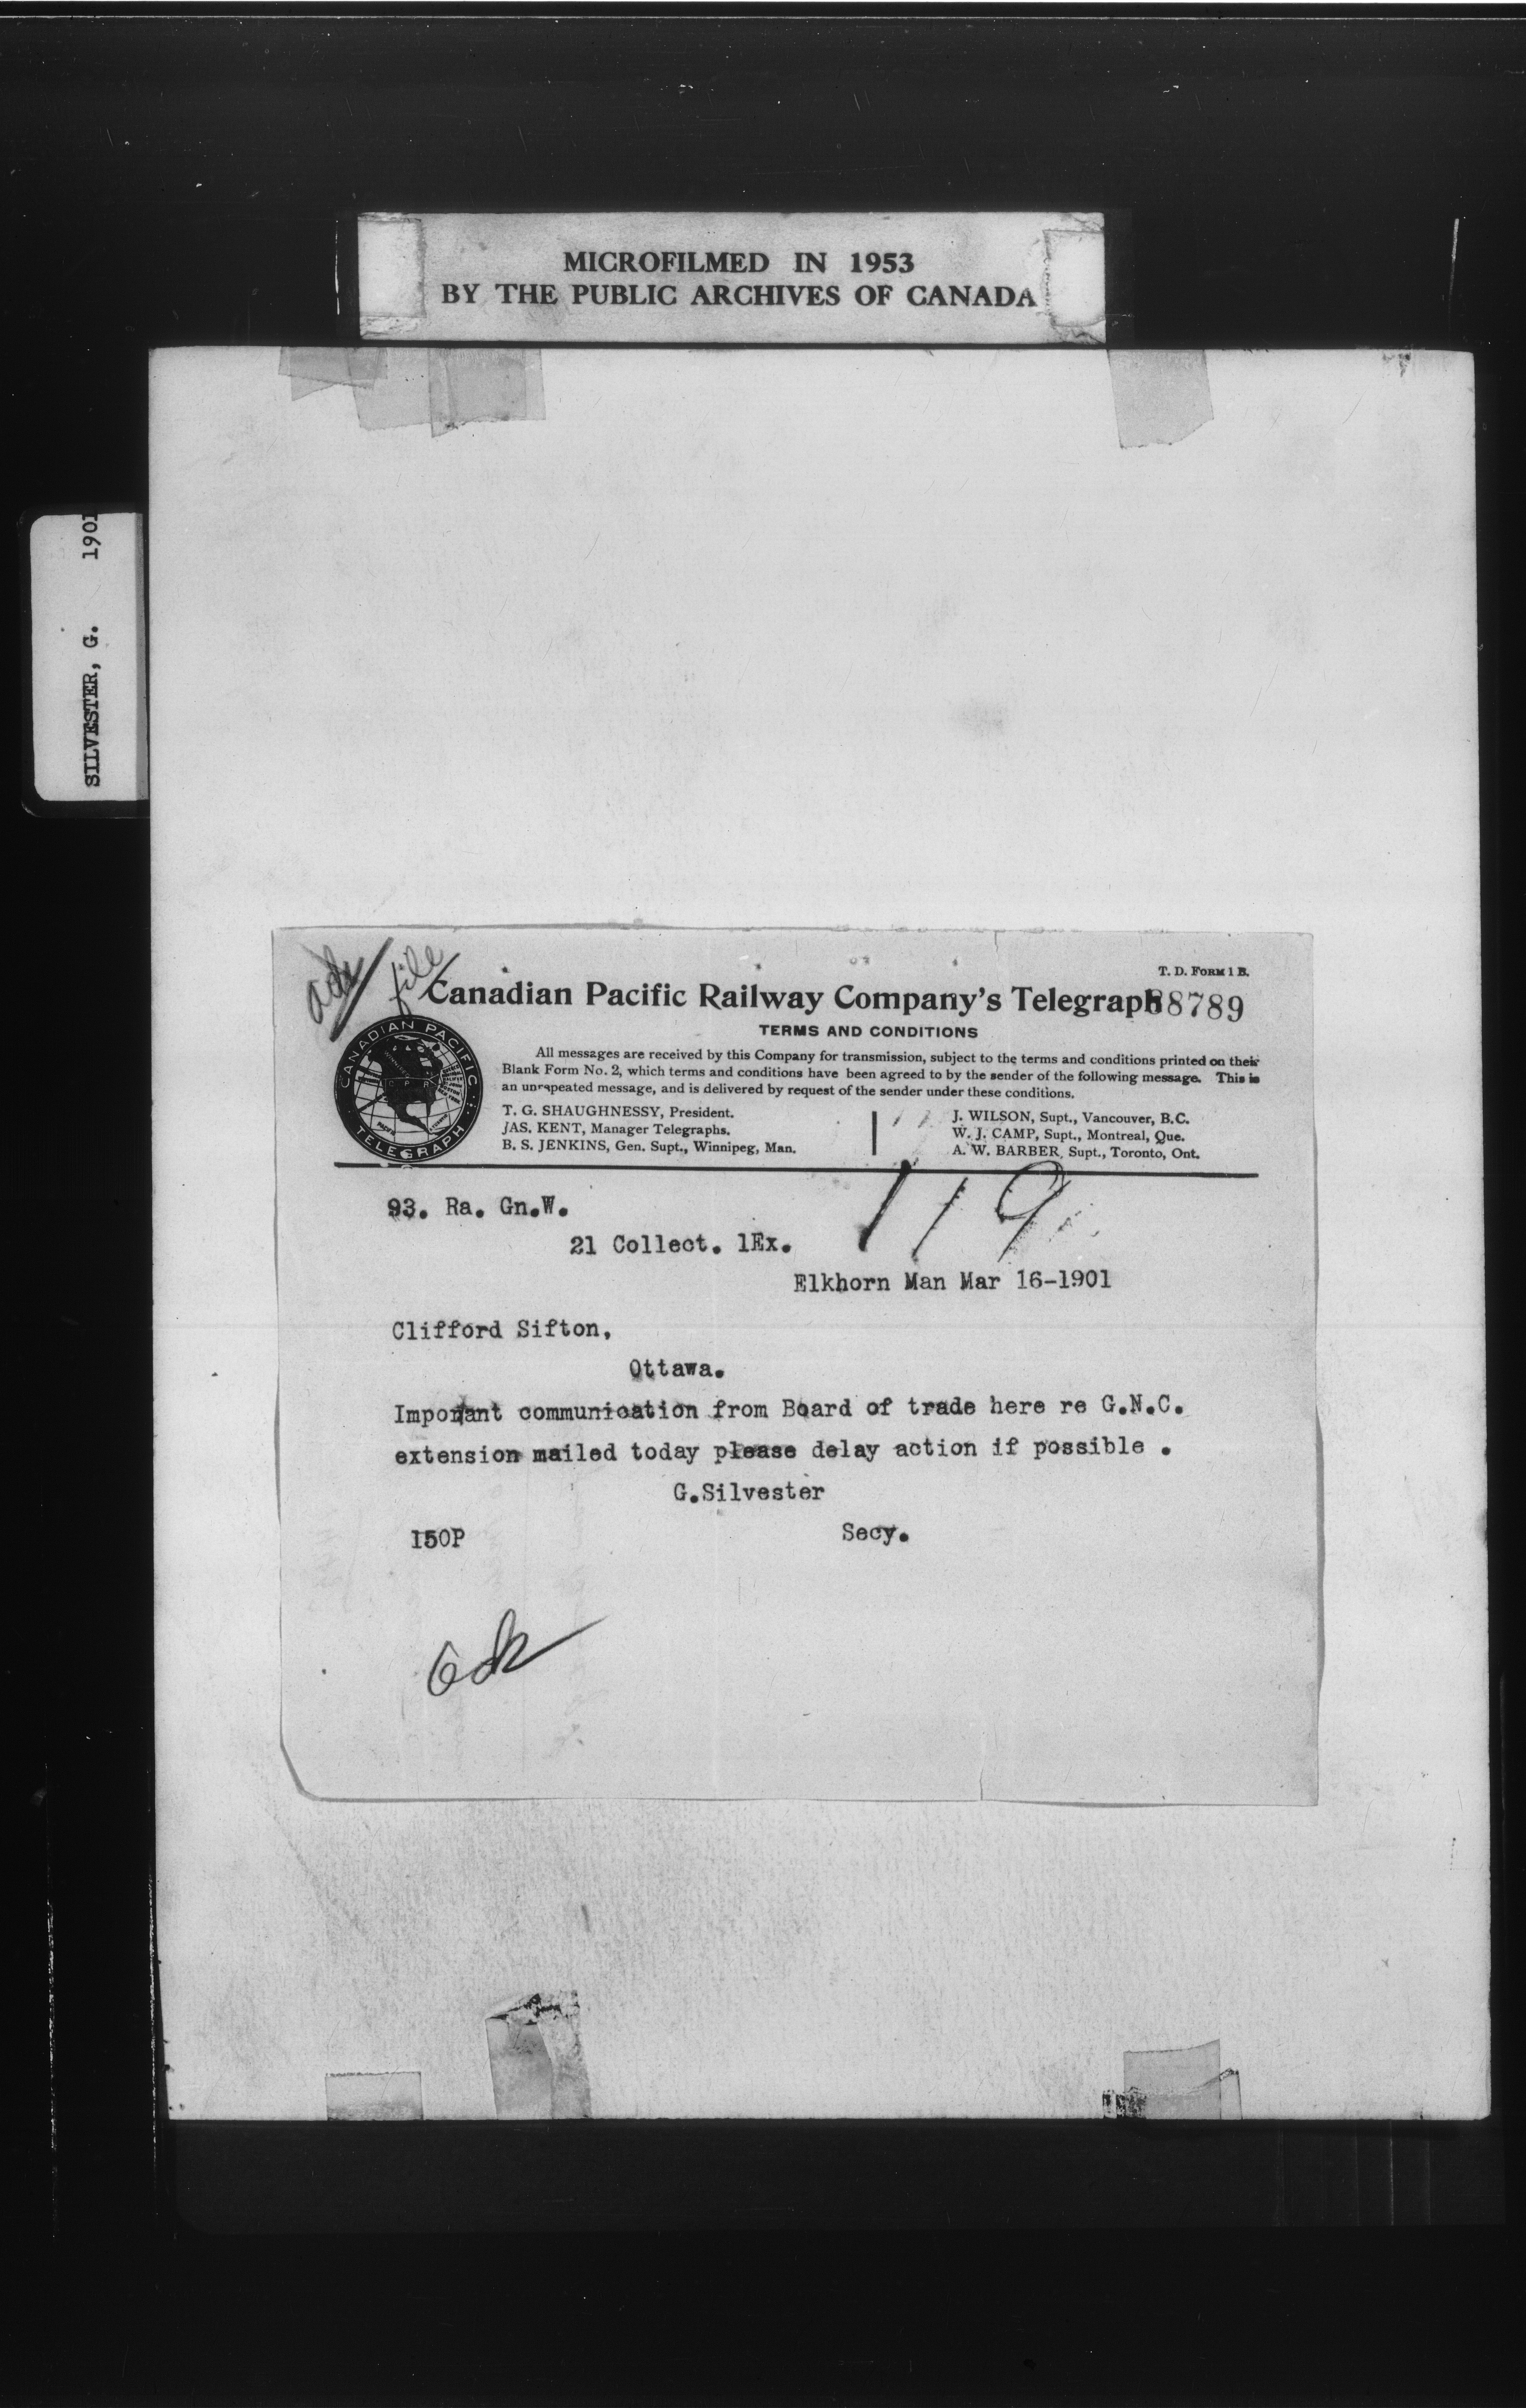 MICROFILMED IN 1953
BY THE PUBLIC ARCHIVES OF CANADA
SILVESTER, G. 1901
ack
file
T. D. FORM 1 B.
Canadian Pacific Railway Company's Telegraph
88789
TERMS AND CONDITIONS
All messages are received by this Company for transmission, subject to the terms and conditions printed on their
Blank Form No. 2, which terms and conditions have been agreed to by the sender of the following message. This is
an unrepeated message, and is delivered by request of the sender under these conditions.
T. G. SHAUGHNESSY, President.
JAS. KENT, Manager Telegraphs.
B. S. JENKINS, Gen. Supt., Winnipeg, Man.
J. WILSON, Supt., Vancouver, B.C.
W. J. CAMP, Supt., Montreal, Que.
A. W. BARBER, Supt., Toronto, Ont.
CANADIAN PACIFIC
TELEGRAPH
119
93. Ra. Gn.W.
21 Collect. 1Ex.
Elkhorn Man Mar 16-1901
Clifford Sifton,
Ottawa.
Important communication from Board of trade here re G.N.C.
extension mailed today please delay action if possible .
G.Silvester
Secy.
150P
ack